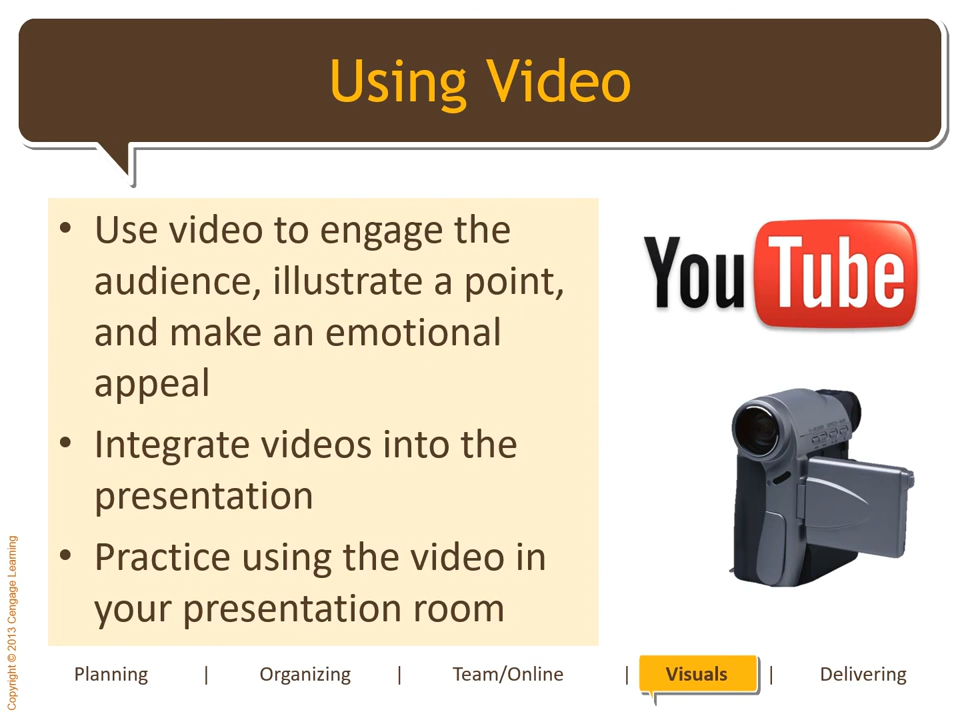 Using Video
• Use video to engage the
audience, illustrate a point,
and make an emotional
appeal
• Integrate videos into the
presentation
• Practice using the video in
your presentation room
YouTube
Copyright © 2013 Cengage Learning
Planning | Organizing | Team/Online | Visuals | Delivering